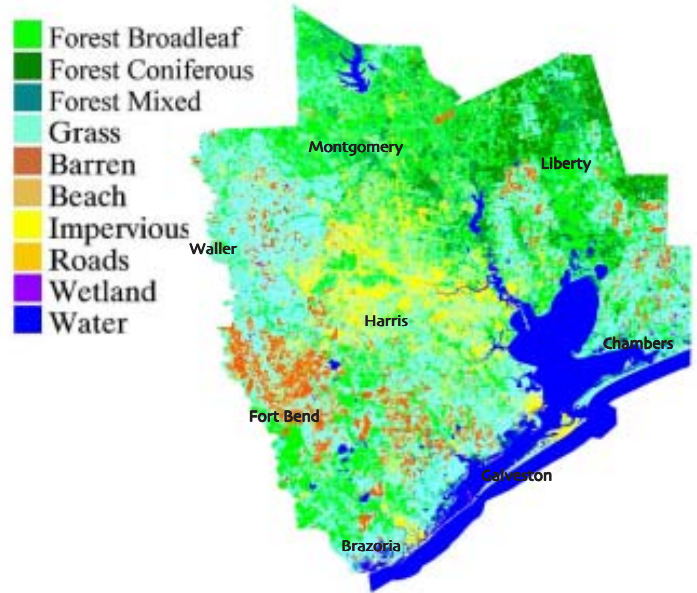 Forest Broadleaf
Forest Coniferous
Forest Mixed
Grass
Barren
Beach
Impervious
Roads
Wetland
Water
Montgomery
Liberty
Waller
Harris
Chambers
Fort Bend
Galveston
Brazoria